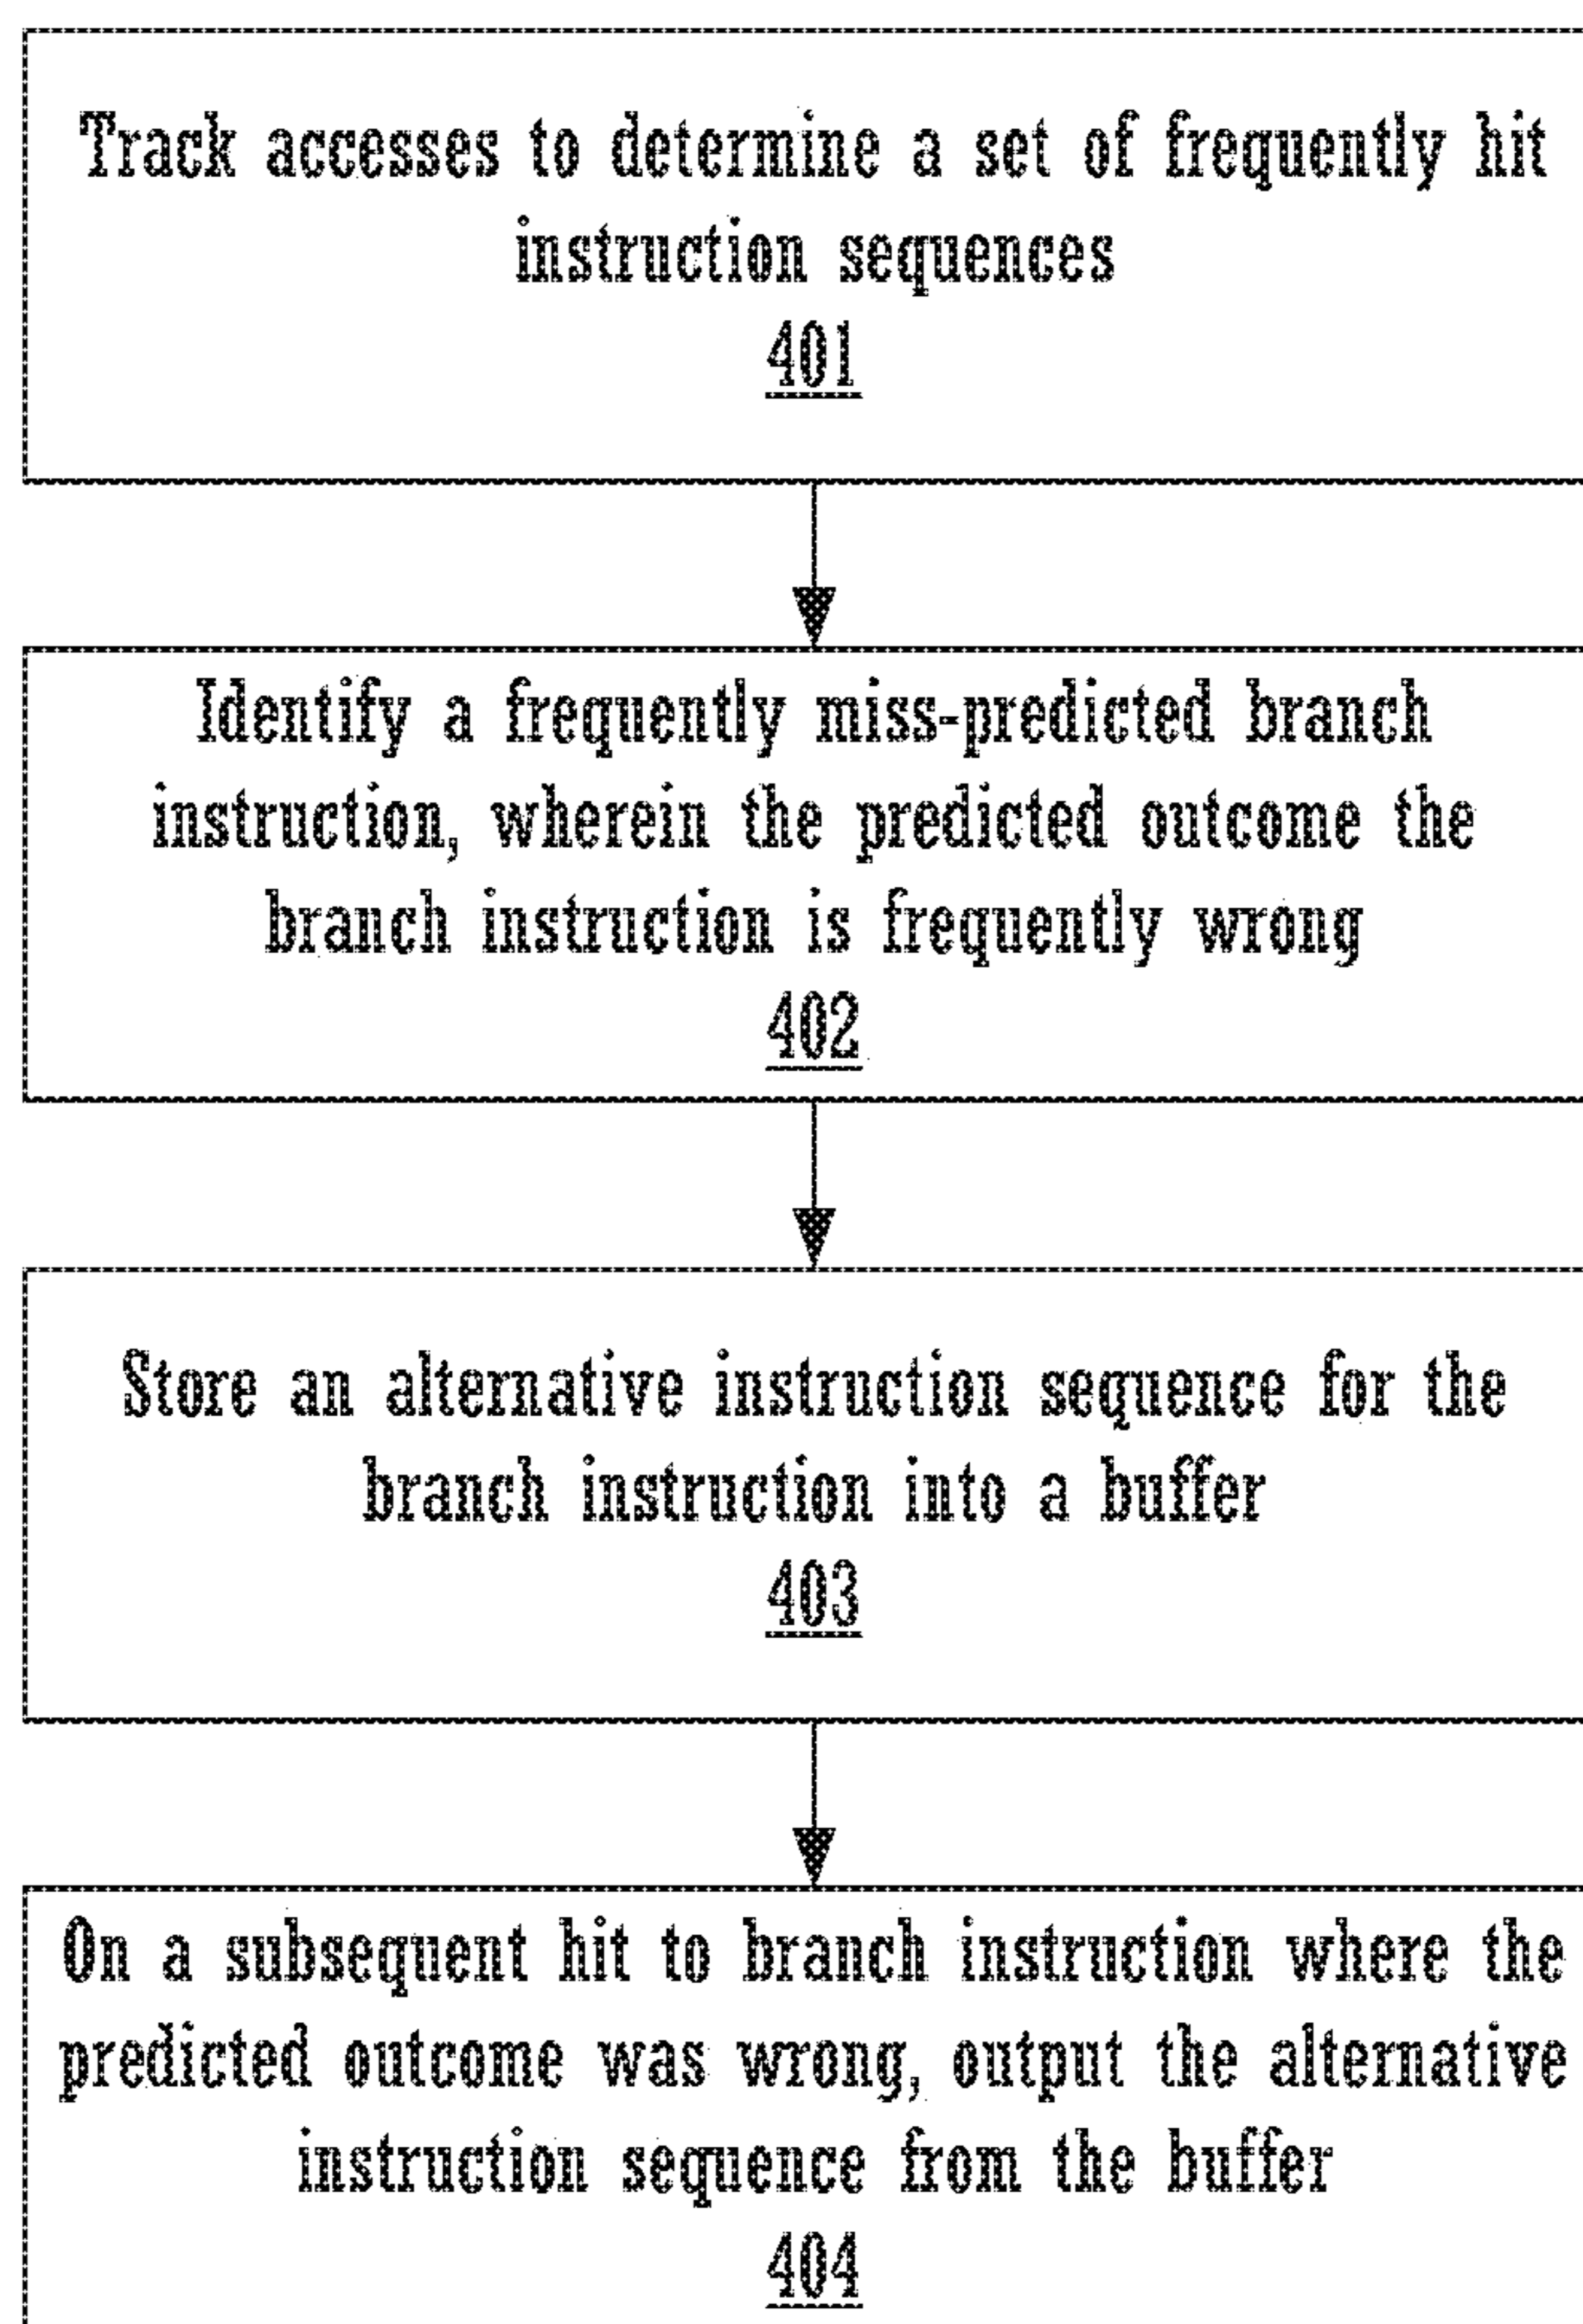 Track accesses to determine a set of frequently hit
instruction sequences
401
Identify a frequently miss-predicted branch
instruction, wherein the predicted outcome the
branch instruction is frequently wrong
402
Store an alternative instruction sequence for the
branch instruction into a buffer
403
On a subsequent hit to branch instruction where the
predicted outcome was wrong, output the alternative
instruction sequence from the buffer
404